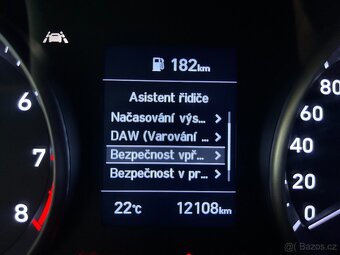 182km
Asistent řidiče
Načasování výs...
DAW (Varování ...
Bezpečnost vpř...
Bezpečnost v pr...
22°C 12108km
6
7
8
80
60
40
20
0
Bazos.cz